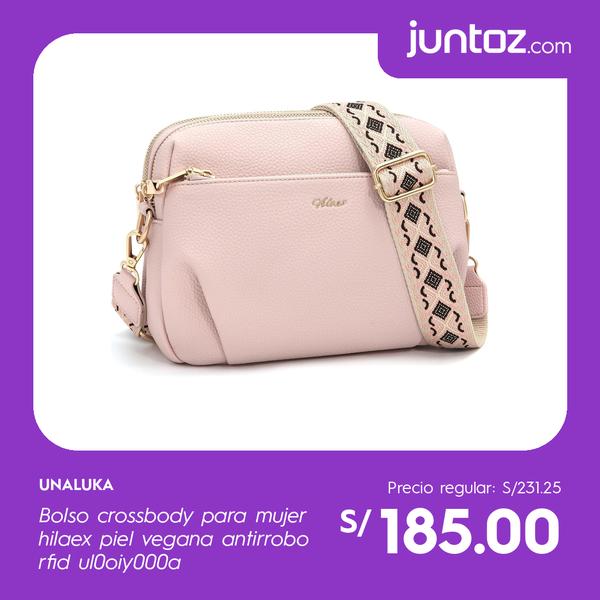 juntoz.com
Hilaex
UNALUKA
Bolso crossbody para mujer
hilaex piel vegana antirrobo
rfid ul0oiy000a
Precio regular: S/231.25
S/185.00